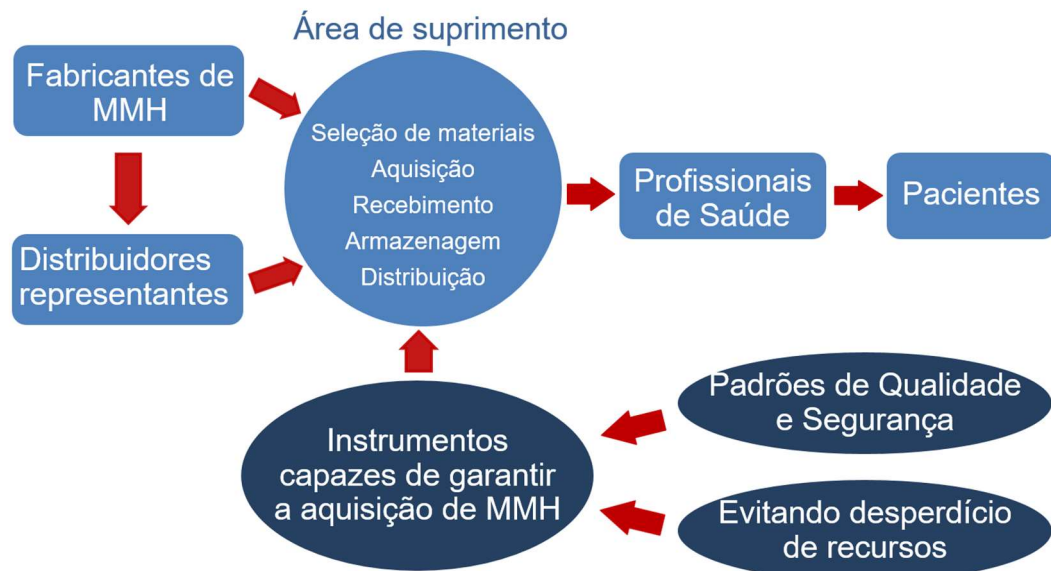 Área de suprimento
Fabricantes de
MMH
Distribuidores
representantes
Seleção de materiais
Aquisição
Recebimento
Armazenagem
Distribuição
Profissionais
de Saúde
Pacientes
Instrumentos
capazes de garantir
a aquisição de MMH
Padrões de Qualidade
e Segurança
Evitando desperdício
de recursos